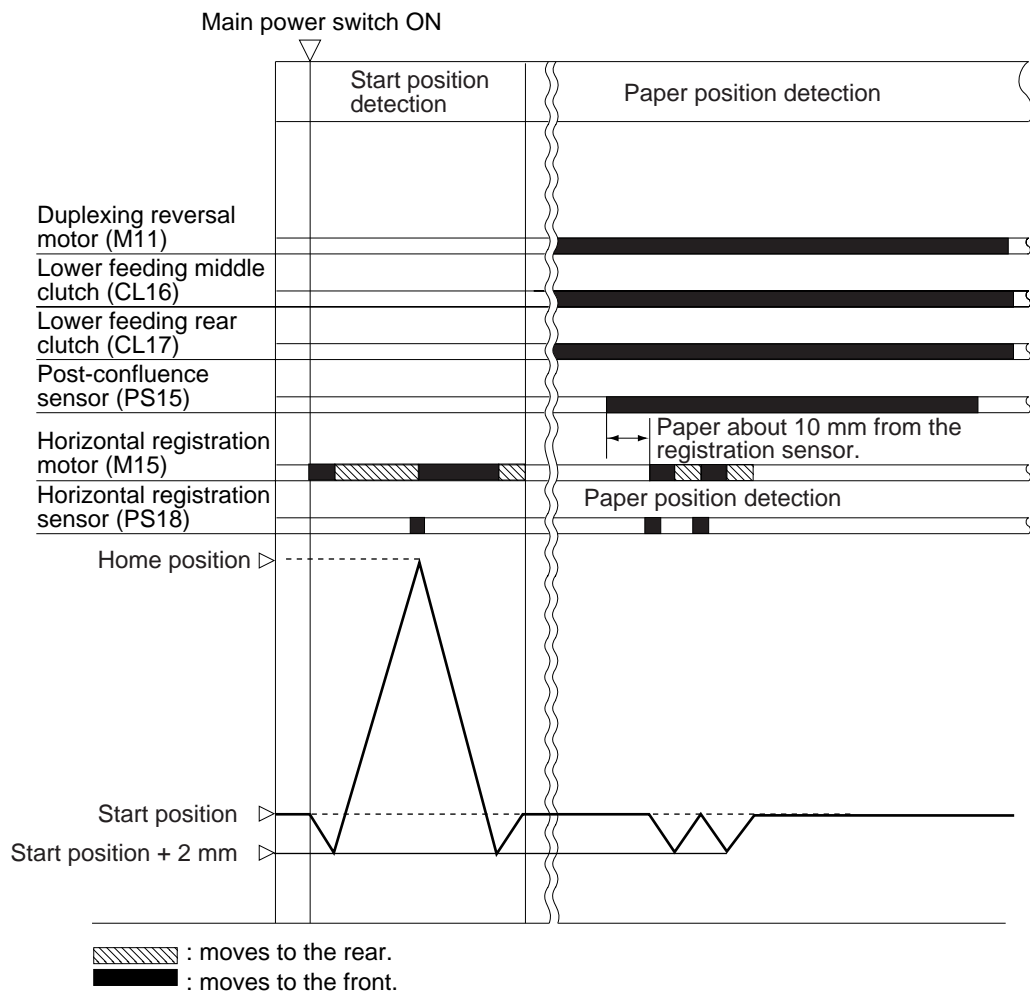 Main power switch ON
Start position
detection
Paper position detection
Duplexing reversal
motor (M11)
Lower feeding middle
clutch (CL16)
Lower feeding rear
clutch (CL17)
Post-confluence
sensor (PS15)
Paper about 10 mm from the
registration sensor.
Horizontal registration
motor (M15)
Horizontal registration
sensor (PS18)
Paper position detection
Home position
Start position
Start position + 2 mm
: moves to the rear.
: moves to the front.